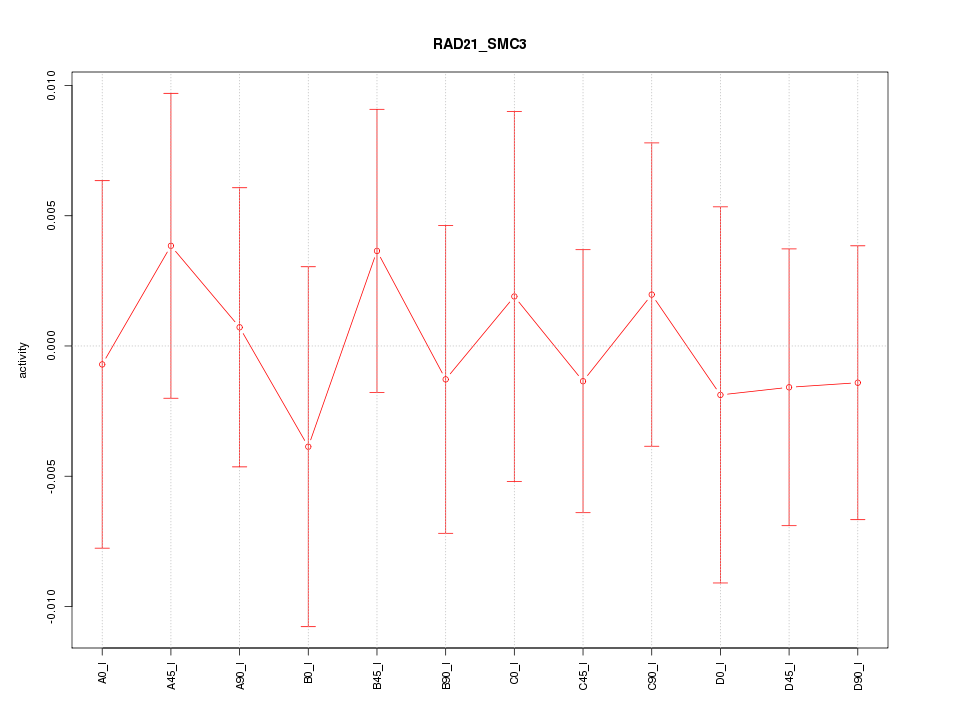 RAD21_SMC3
activity
0.010
0.005
0.000
-0.005
-0.010
A0_I
A45_I
A90_I
B0_I
B45_I
B90_I
C0_I
C45_I
C90_I
D0_I
D45_I
D90_I